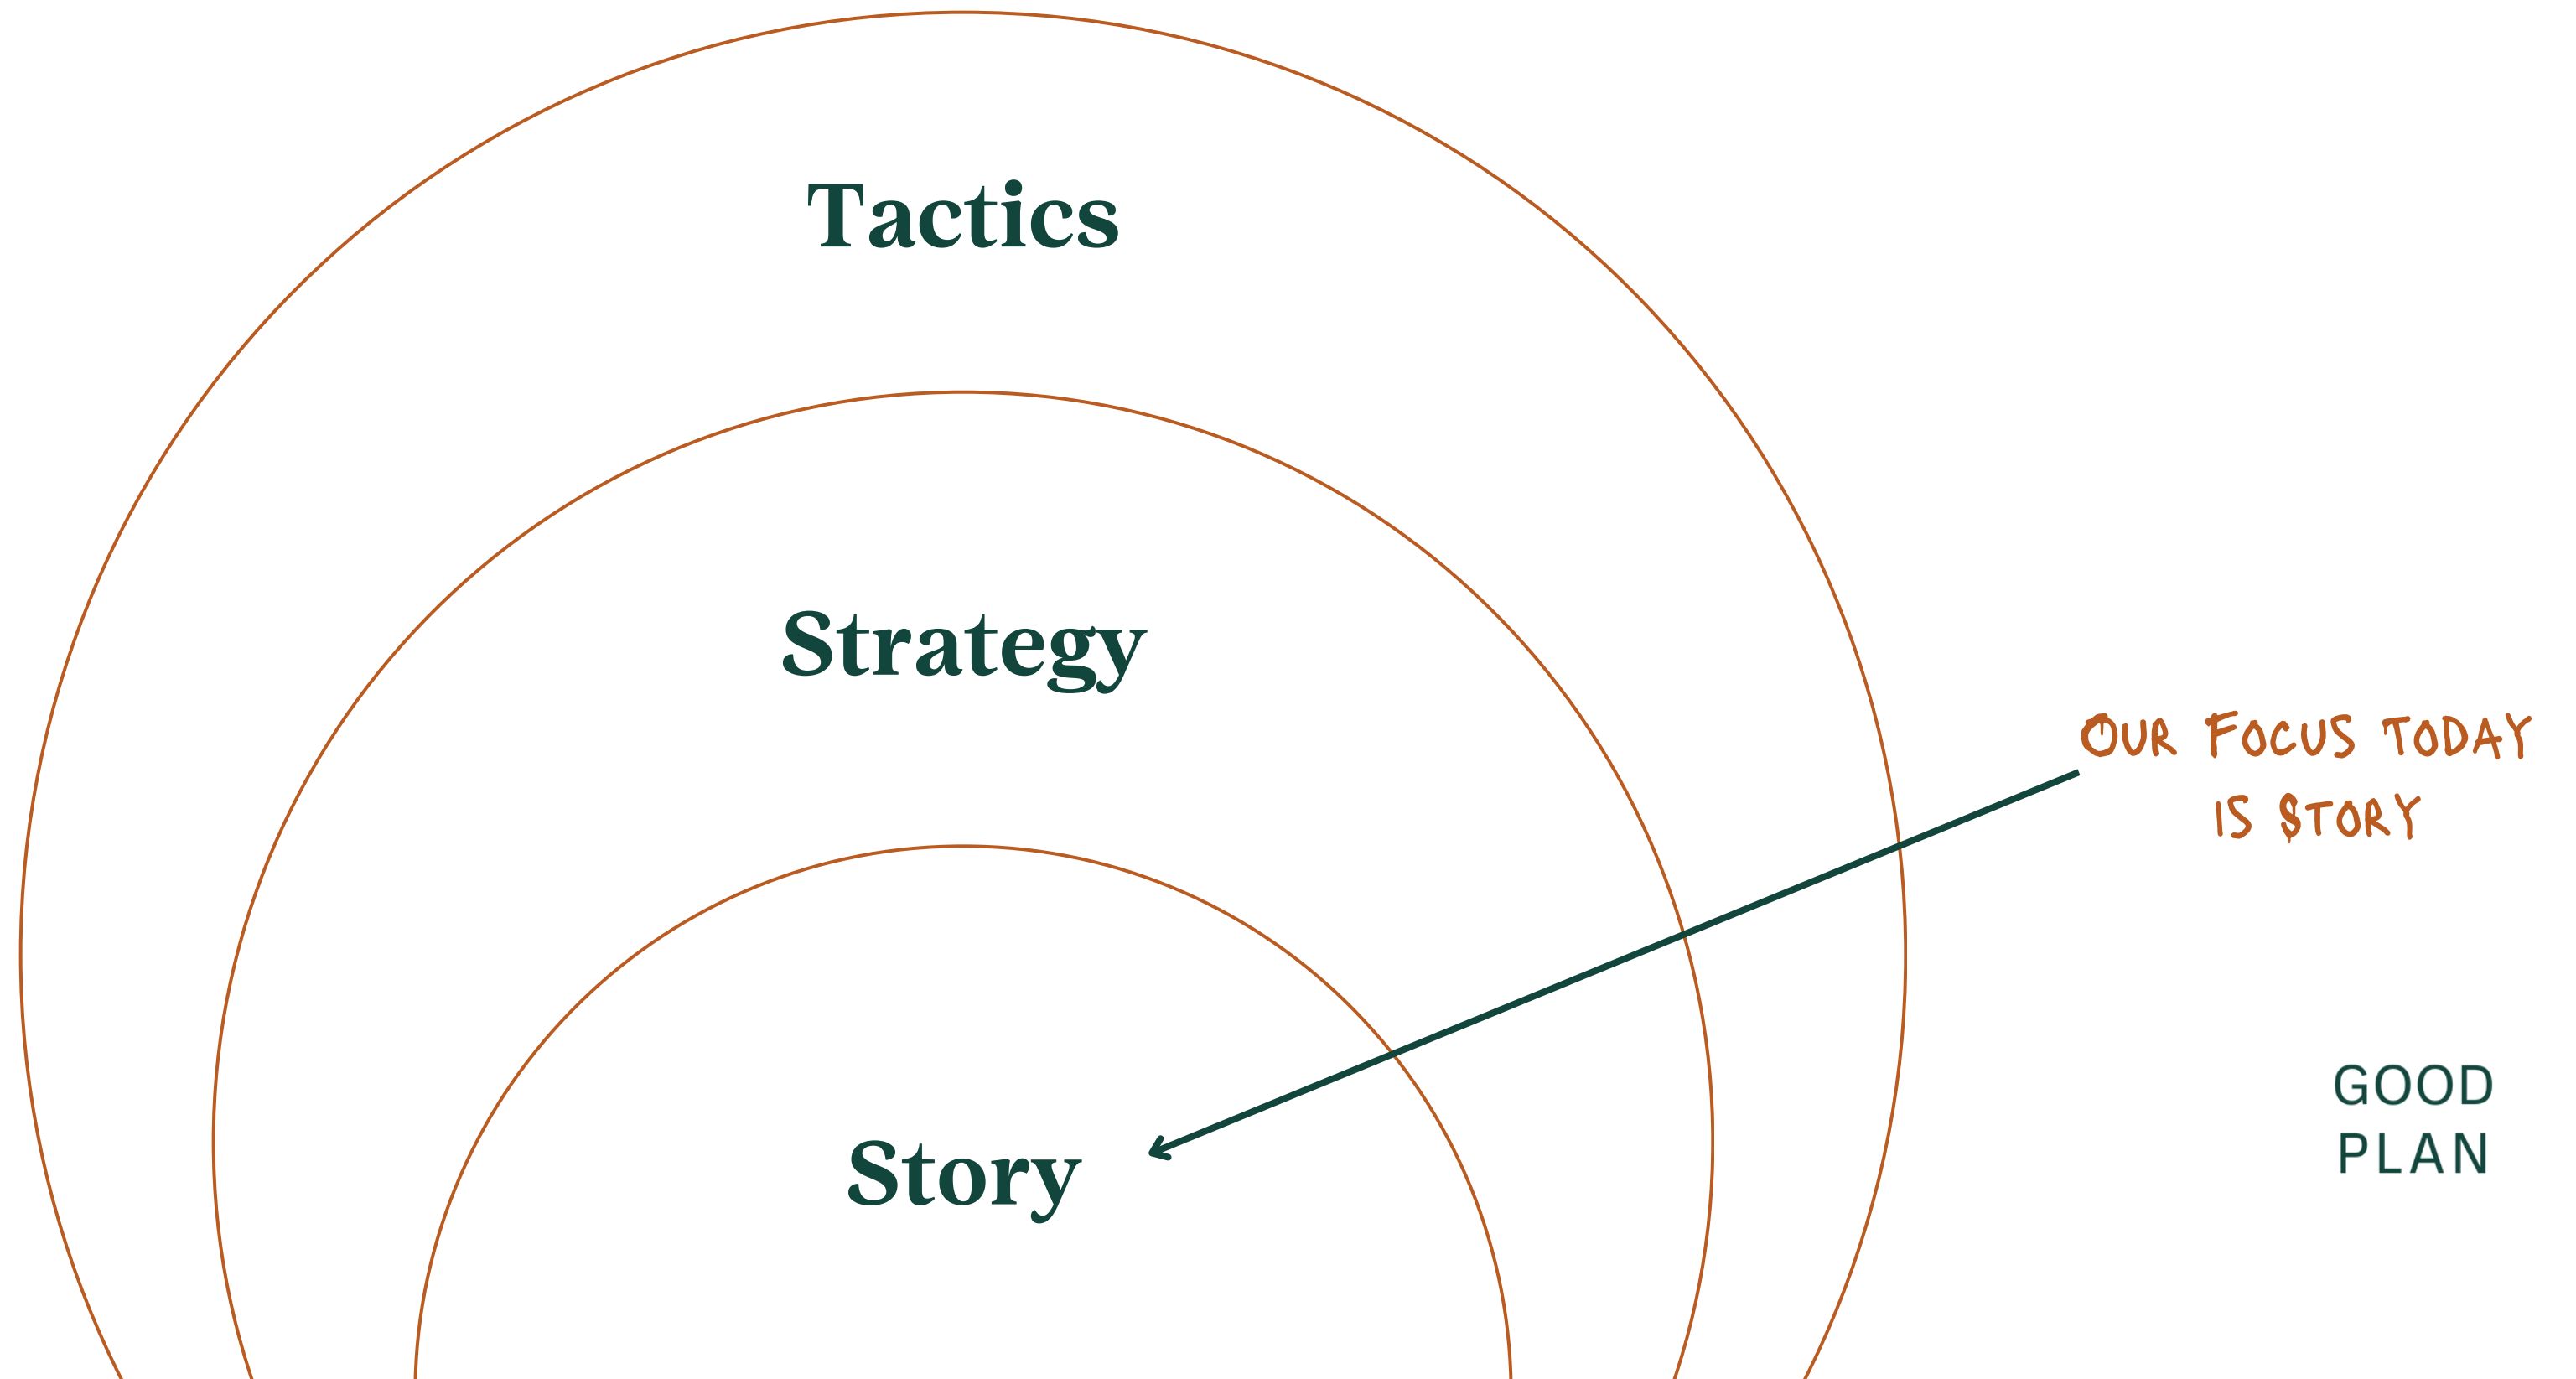 Tactics
Strategy
OUR FOCUS TODAY
IS STORY
Story
GOOD
PLAN